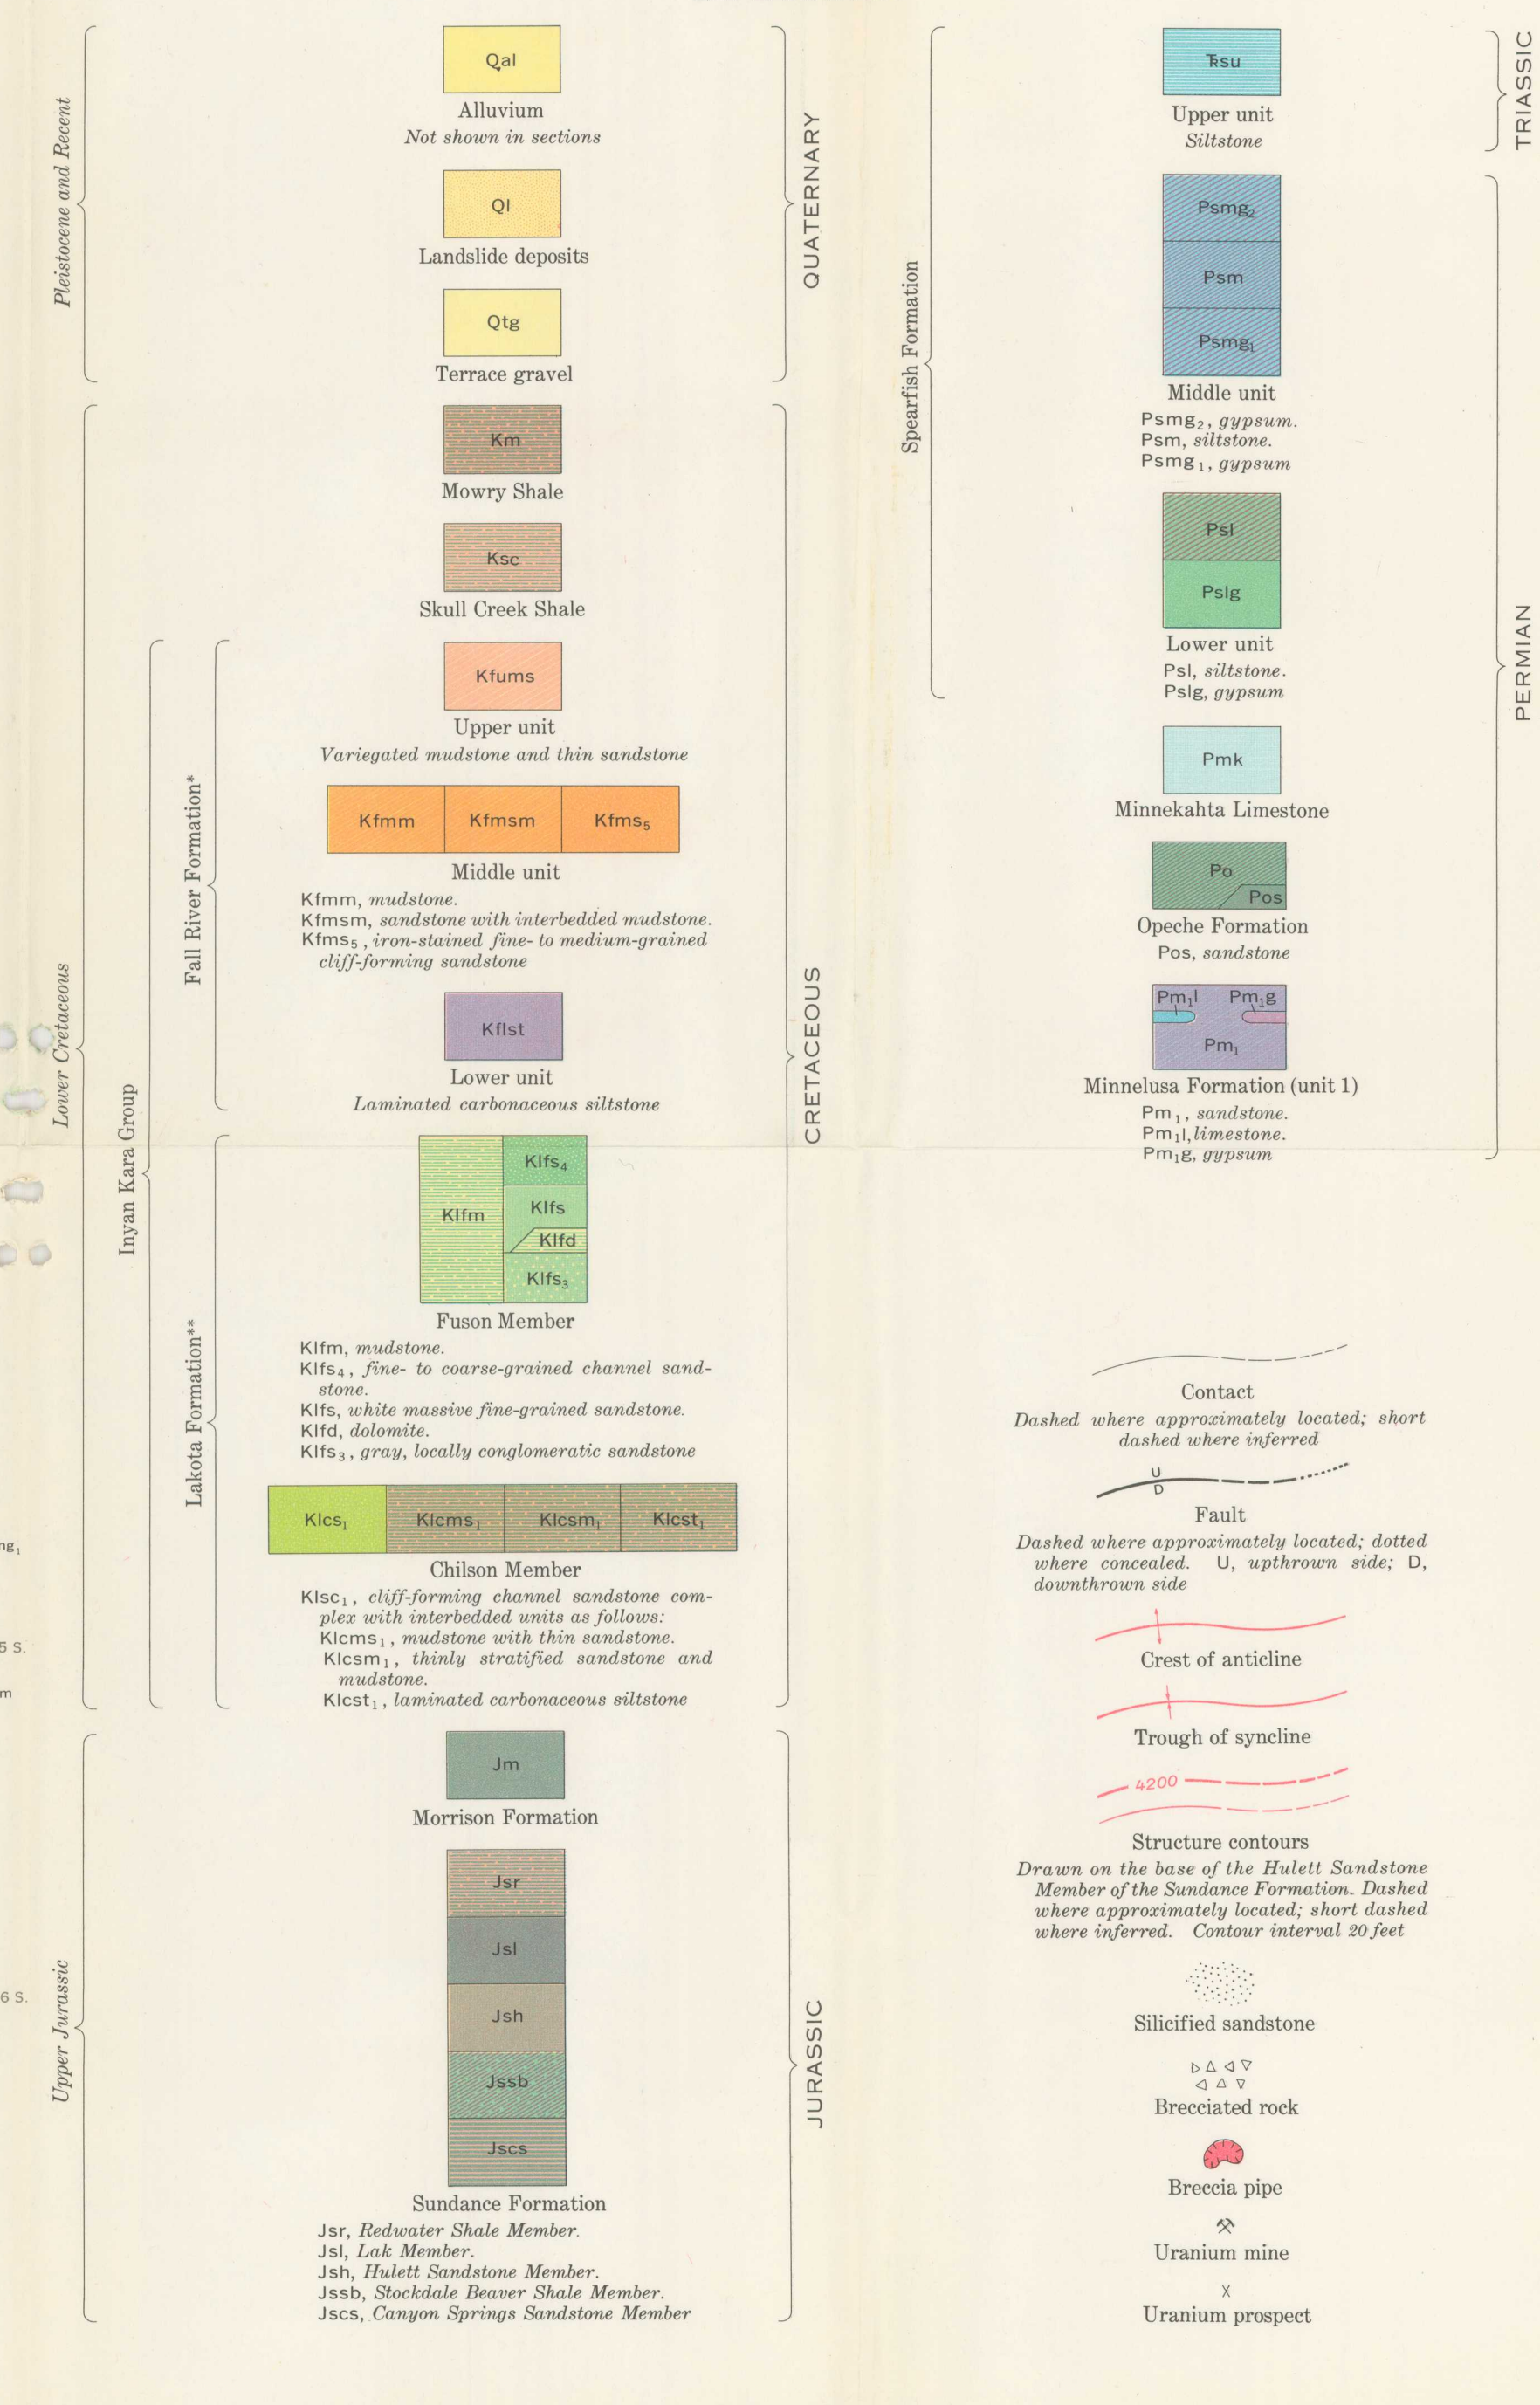 Pleistocene and Recent
Qal
Alluvium
Not shown in sections
Ql
Landslide deposits
Qtg
Terrace gravel
QUATERNARY
Lower Cretaceous
Km
Mowry Shale
Ksc
Skull Creek Shale
Inyan Kara Group
Fall River Formation*
Kfums
Upper unit
Variegated mudstone and thin sandstone
Kfmm Kfmsm Kfms₅
Middle unit
Kfmm, mudstone.
Kfmsm, sandstone with interbedded mudstone.
Kfms₅, iron-stained fine- to medium-grained
cliff-forming sandstone
Kflst
Lower unit
Laminated carbonaceous siltstone
CRETACEOUS
Lakota Formation**
Klfm
Klfs₄
Klfs
Klfd
Klfs₃
Fuson Member
Klfm, mudstone.
Klfs₄, fine- to coarse-grained channel sand-
stone.
Klfs, white massive fine-grained sandstone.
Klfd, dolomite.
Klfs₃, gray, locally conglomeratic sandstone
Klcs₁ Klcms₁ Klcsm₁ Klcst₁
Chilson Member
Klsc₁, cliff-forming channel sandstone com-
plex with interbedded units as follows:
Klcms₁, mudstone with thin sandstone.
Klcsm₁, thinly stratified sandstone and
mudstone.
Klcst₁, laminated carbonaceous siltstone
ng₁
5 S.
m
6 S.
Upper Jurassic
Jm
Morrison Formation
Jsr
Jsl
Jsh
Jssb
Jscs
Sundance Formation
Jsr, Redwater Shale Member.
Jsl, Lak Member.
Jsh, Hulett Sandstone Member.
Jssb, Stockdale Beaver Shale Member.
Jscs, Canyon Springs Sandstone Member
JURASSIC
Spearfish Formation
T̄Rsu
Upper unit
Siltstone
TRIASSIC
Psmg₂
Psm
Psmg₁
Middle unit
Psmg₂, gypsum.
Psm, siltstone.
Psmg₁, gypsum
Psl
Pslg
Lower unit
Psl, siltstone.
Pslg, gypsum
Pmk
Minnekahta Limestone
Po
Pos
Opeche Formation
Pos, sandstone
Pm₁l Pm₁g
Pm₁
Minnelusa Formation (unit 1)
Pm₁, sandstone.
Pm₁l, limestone.
Pm₁g, gypsum
PERMIAN
Contact
Dashed where approximately located; short
dashed where inferred
U
D
Fault
Dashed where approximately located; dotted
where concealed. U, upthrown side; D,
downthrown side
Crest of anticline
Trough of syncline
4200
Structure contours
Drawn on the base of the Hulett Sandstone
Member of the Sundance Formation. Dashed
where approximately located; short dashed
where inferred. Contour interval 20 feet
Silicified sandstone
Brecciated rock
Breccia pipe
Uranium mine
X
Uranium prospect